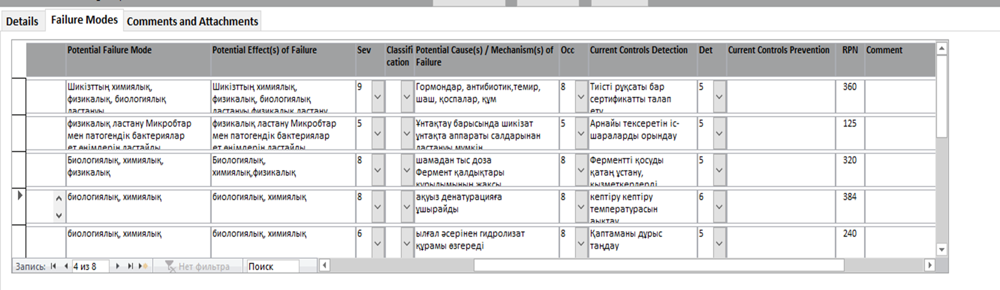 Details Failure Modes Comments and Attachments
Potential Failure Mode Potential Effect(s) of Failure Sev Classifi Potential Cause(s) / Mechanism(s) of Occ Current Controls Detection Det Current Controls Prevention RPN Comment
cation Failure
Шикізттың химиялық, Шикізттың химиялық, 9 Гормондар, антибиотик,темир, 8 Тиісті рұқсаты бар 5 360
физикалық, биологиялық физикалық, биологиялық шаш, қоспалар, құм сертификатты талап
ластануы ластануы физикалық ластану ету
физикалық ластану Микробтар физикалық ластану Микробтар 5 Ұнтақтау барысында шикізат 5 Арнайы тексеретін іс- 5 125
мен патогендік бактериялар мен патогендік бактериялар ұнтақта аппараты салдарынан шараларды орындау
ет өнімдерін ластайды ет өнімдерін ластайды ластануы мүмкін
Биологиялық, химиялық, Биологиялық, 8 шамадан тыс доза 8 Ферментті қосуды 5 320
физикалық химиялық,физикалық Фермент қалдықтары қатаң ұстану,
құрылымының жақсы қызметкерлерді
биологиялық, химиялық биологиялық, химиялық 8 ақуыз денатурацияға 8 кептіру кептіру 6 384
ұшырайды температурасын
аықтау
биологиялық, химиялық биологиялық, химиялық 6 ылғал әсерінен гидролизат 8 Қаптаманы дұрыс 5 240
құрамы өзгереді таңдау
Запись: 4 из 8 Нет фильтра Поиск